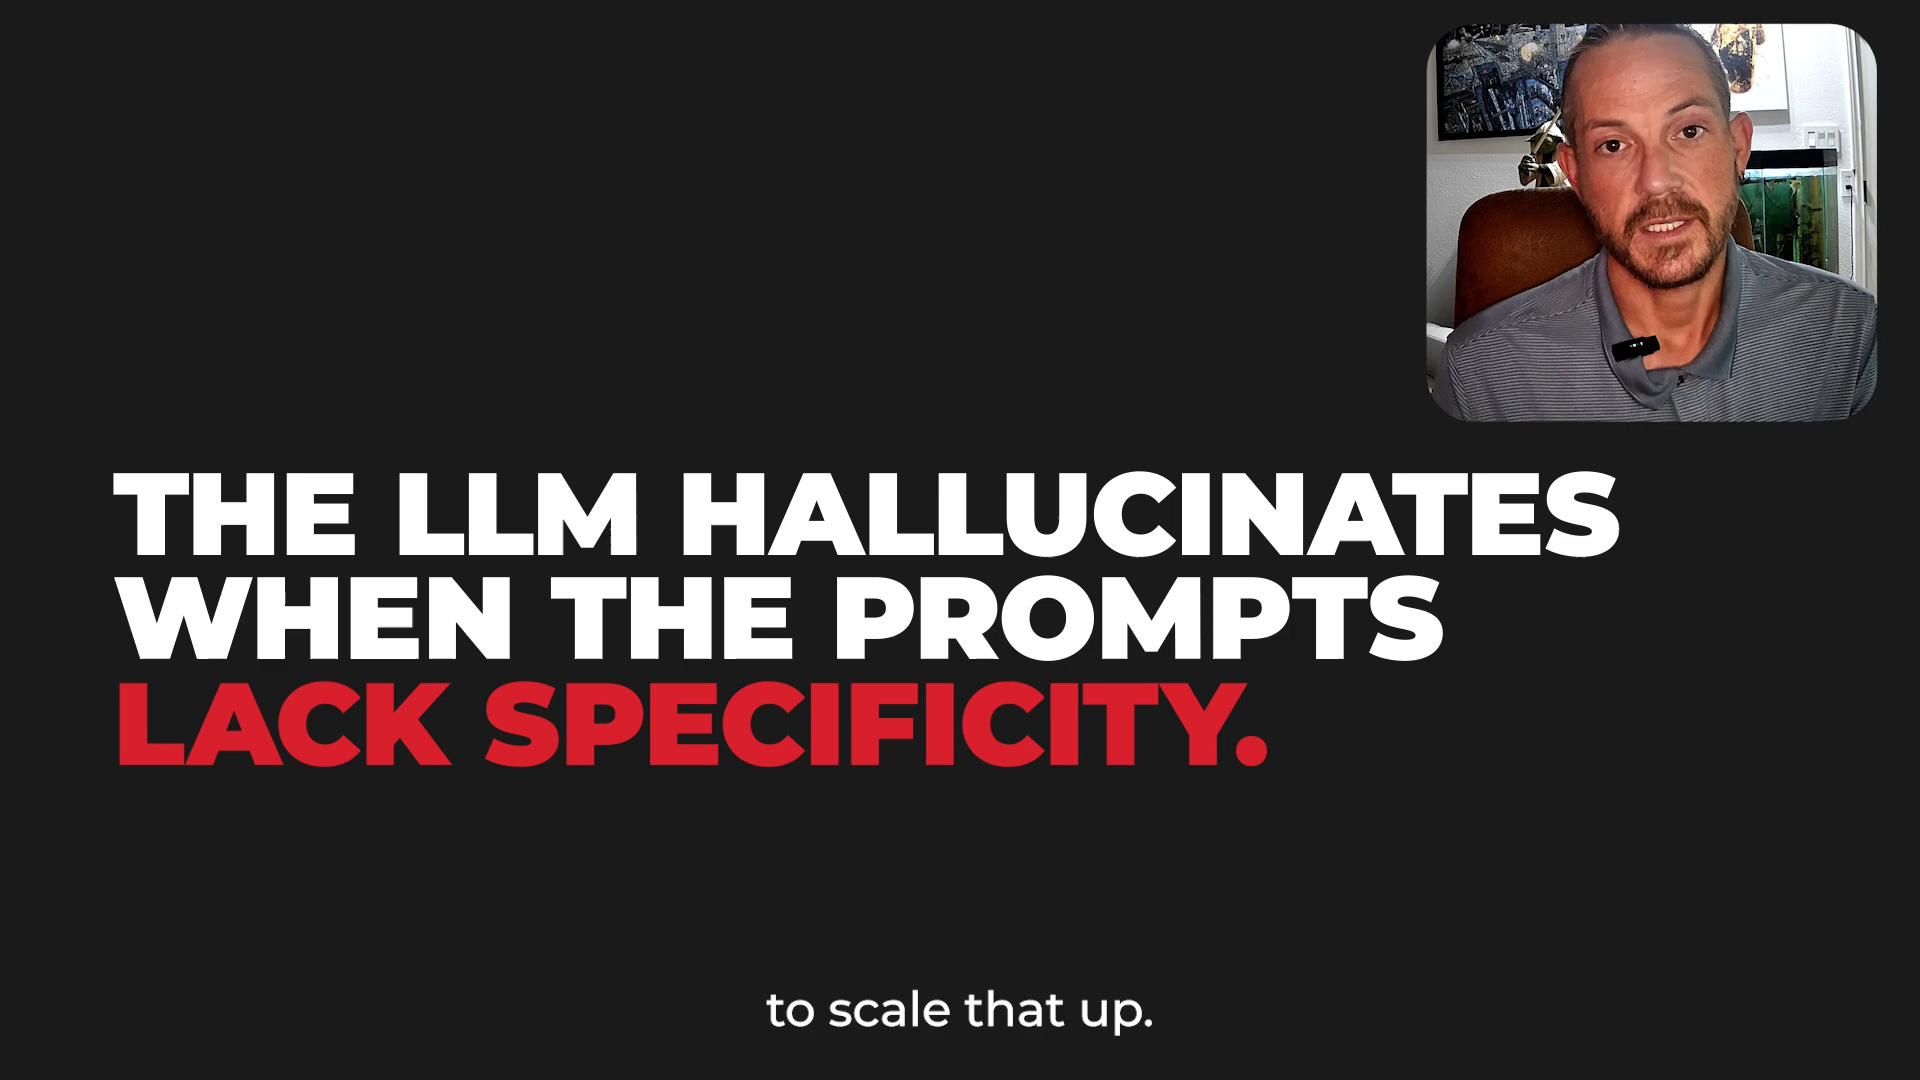 THE LLM HALLUCINATES
WHEN THE PROMPTS
LACK SPECIFICITY.
to scale that up.